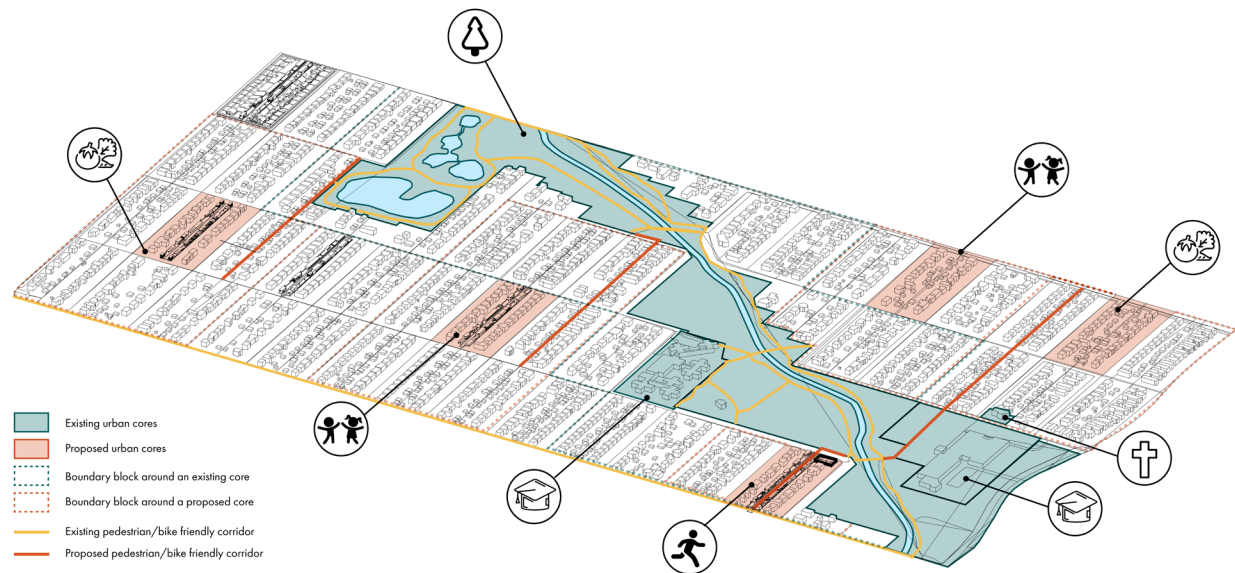 Existing urban cores
Proposed urban cores
Boundary block around an existing core
Boundary block around a proposed core
Existing pedestrian/bike friendly corridor
Proposed pedestrian/bike friendly corridor